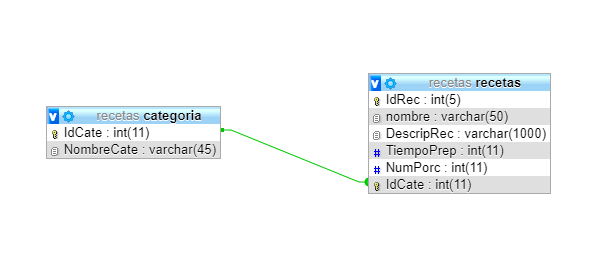 recetas categoria
IdCate : int(11)
NombreCate : varchar(45)
recetas recetas
IdRec : int(5)
nombre : varchar(50)
DescripRec : varchar(1000)
# TiempoPrep : int(11)
# NumPorc : int(11)
IdCate : int(11)